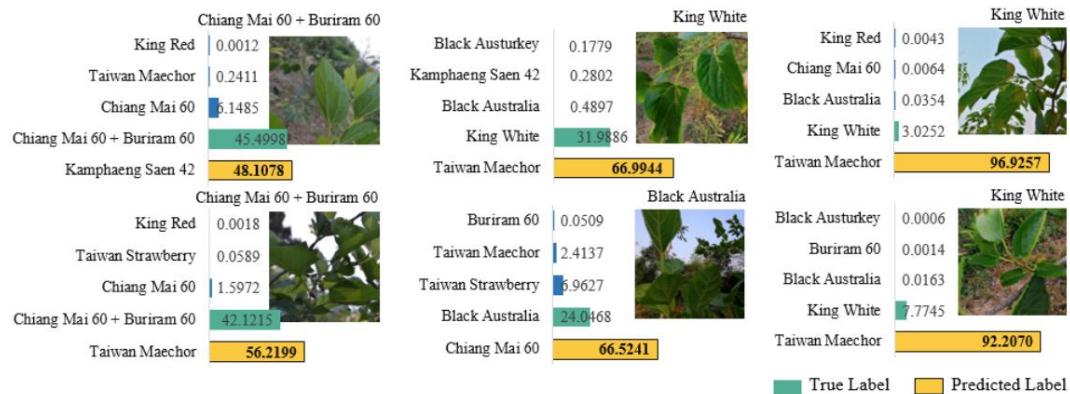 Chiang Mai 60 + Buriram 60
King Red 0.0012
Taiwan Maechor 0.2411
Chiang Mai 60 6.1485
Chiang Mai 60 + Buriram 60 45.4998
Kamphaeng Saen 42 48.1078
King White
Black Austurkey 0.1779
Kamphaeng Saen 42 0.2802
Black Australia 0.4897
King White 31.9886
Taiwan Maechor 66.9944
King White
King Red 0.0043
Chiang Mai 60 0.0064
Black Australia 0.0354
King White 3.0252
Taiwan Maechor 96.9257
Chiang Mai 60 + Buriram 60
King Red 0.0018
Taiwan Strawberry 0.0589
Chiang Mai 60 1.5972
Chiang Mai 60 + Buriram 60 42.1215
Taiwan Maechor 56.2199
Black Australia
Buriram 60 0.0509
Taiwan Maechor 2.4137
Taiwan Strawberry 6.9627
Black Australia 24.0468
Chiang Mai 60 66.5241
King White
Black Austurkey 0.0006
Buriram 60 0.0014
Black Australia 0.0163
King White 7.7745
Taiwan Maechor 92.2070
True Label Predicted Label